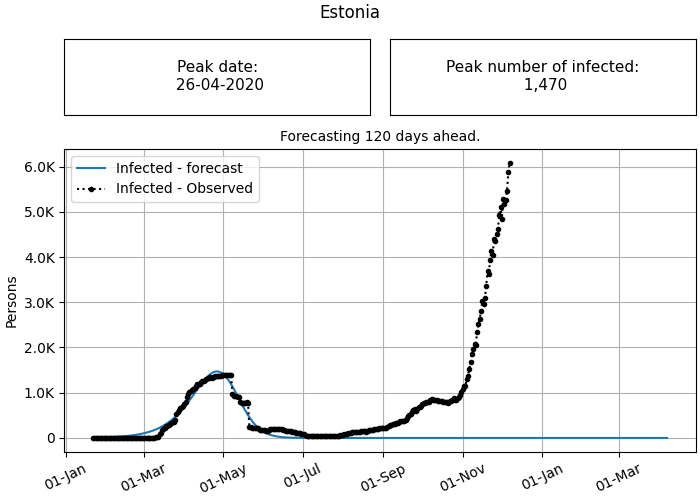 Estonia
Peak date:
26-04-2020
Peak number of infected:
1,470
Forecasting 120 days ahead.
Infected - forecast
Infected - Observed
6.0K
5.0K
4.0K
3.0K
2.0K
1.0K
0
Persons
01-Jan
01-Mar
01-May
01-Jul
01-Sep
01-Nov
01-Jan
01-Mar